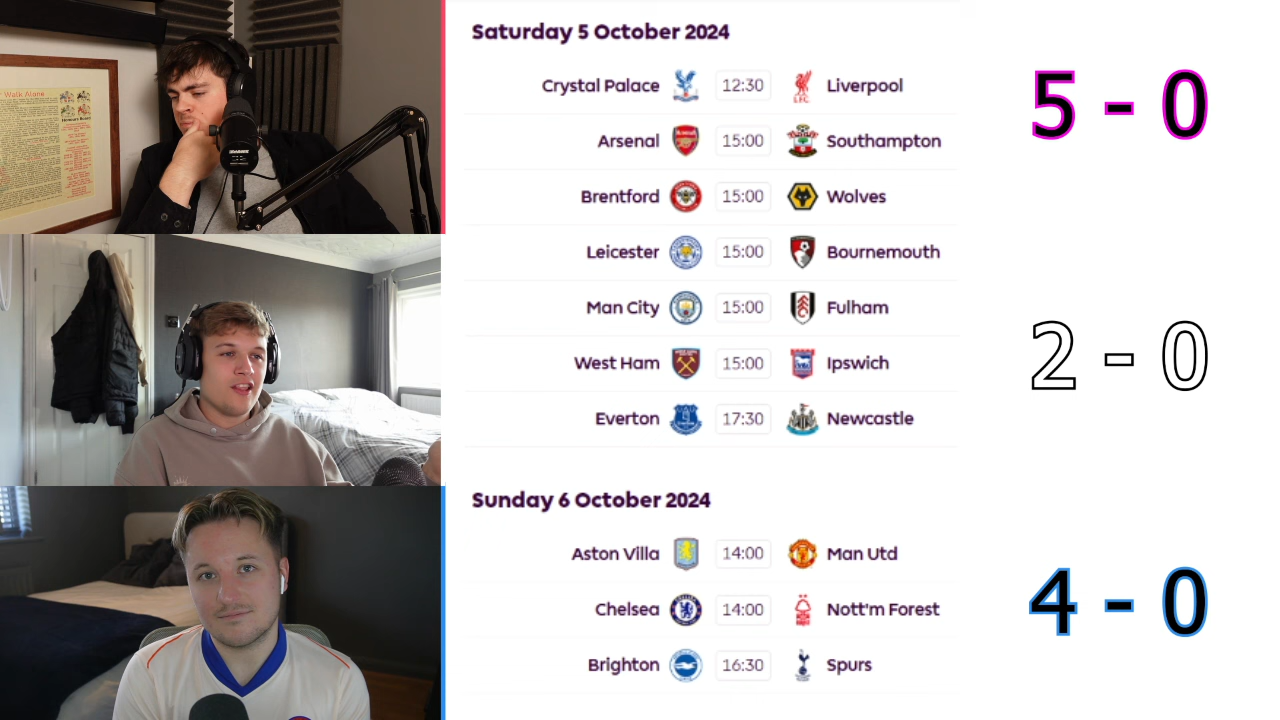 Walk Alone
Saturday 5 October 2024
Crystal Palace 12:30 Liverpool
Arsenal 15:00 Southampton
Brentford 15:00 Wolves
Leicester 15:00 Bournemouth
Man City 15:00 Fulham
West Ham 15:00 Ipswich
Everton 17:30 Newcastle
Sunday 6 October 2024
Aston Villa 14:00 Man Utd
Chelsea 14:00 Nott'm Forest
Brighton 16:30 Spurs
5 - 0
2 - 0
4 - 0